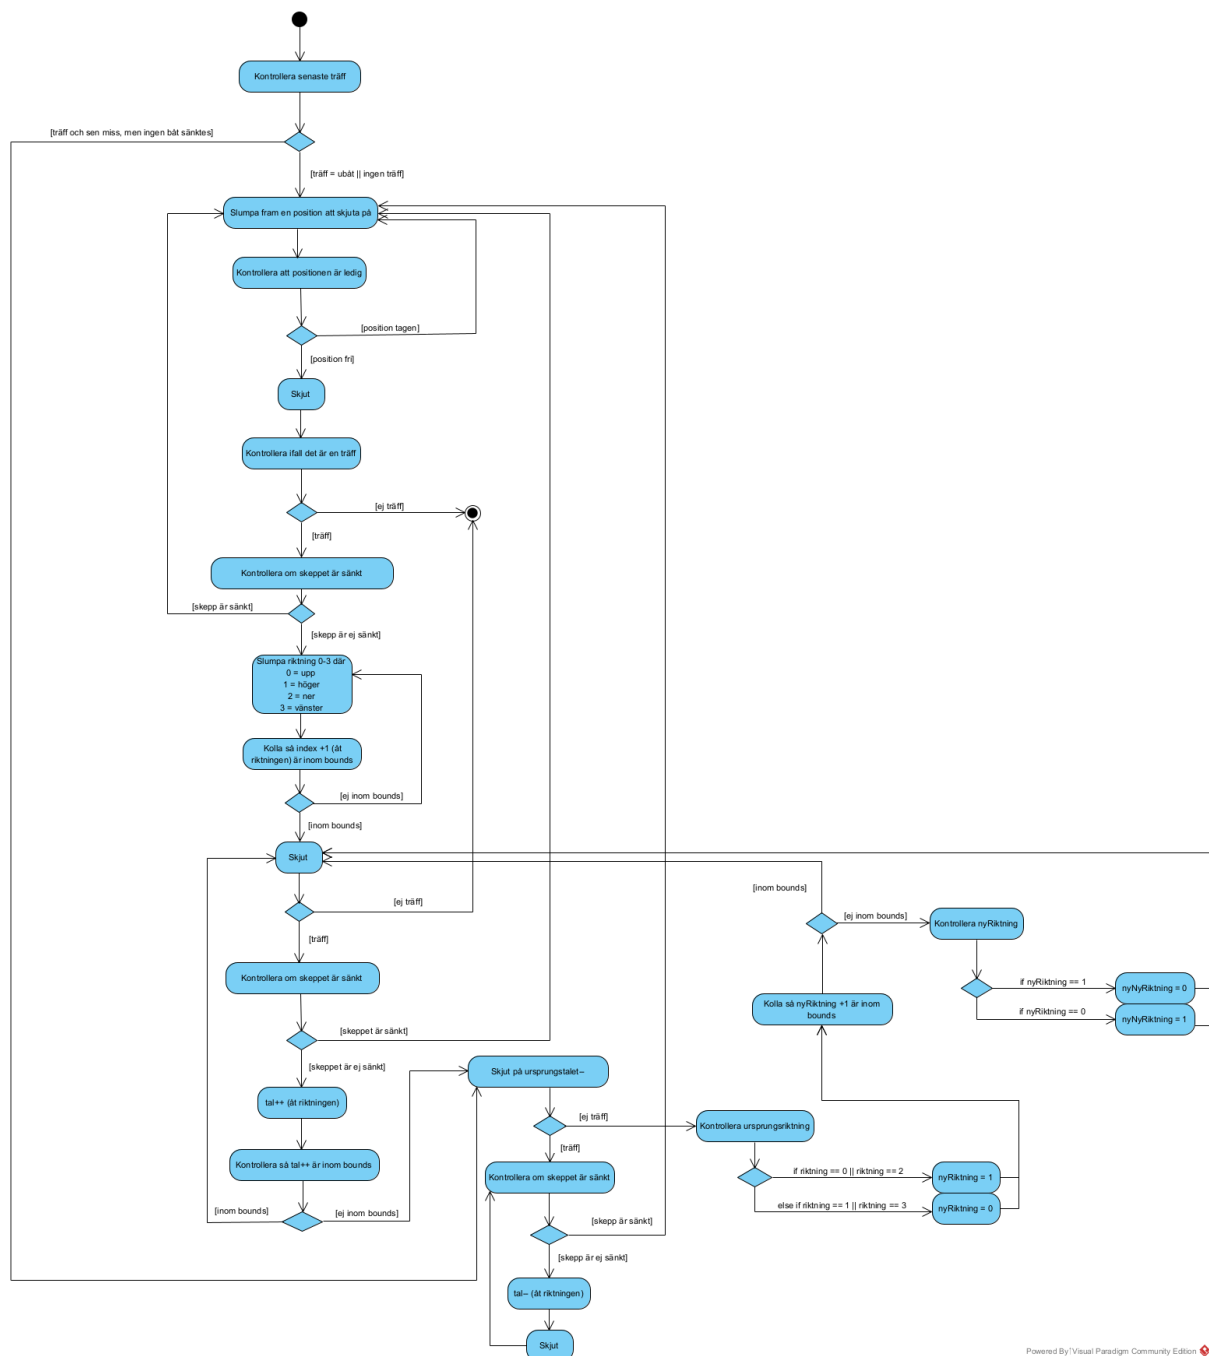 Kontrollera senaste träff
[träff och sen miss, men ingen båt sänktes]
[träff = ubåt || ingen träff]
Slumpa fram en position att skjuta på
Kontrollera att positionen är ledig
[position tagen]
[position fri]
Skjut
Kontrollera ifall det är en träff
[ej träff]
[träff]
Kontrollera om skeppet är sänkt
[skepp är sänkt]
[skepp är ej sänkt]
Slumpa riktning 0-3 där
0 = upp
1 = höger
2 = ner
3 = vänster
Kolla så index +1 (åt
riktningen) är inom bounds
[ej inom bounds]
[inom bounds]
Skjut
[ej träff]
[träff]
Kontrollera om skeppet är sänkt
[skeppet är sänkt]
[skeppet är ej sänkt]
tal++ (åt riktningen)
Kontrollera så tal++ är inom bounds
[inom bounds]
[ej inom bounds]
Skjut på ursprungstalet--
[ej träff]
[träff]
Kontrollera om skeppet är sänkt
[skepp är sänkt]
[skepp är ej sänkt]
tal-- (åt riktningen)
Skjut
Kontrollera ursprungsriktning
if riktning == 0 || riktning == 2
nyRiktning = 1
else if riktning == 1 || riktning == 3
nyRiktning = 0
Kolla så nyRiktning +1 är inom
bounds
[inom bounds]
[ej inom bounds]
Kontrollera nyRiktning
if nyRiktning == 1
nyNyRiktning = 0
if nyRiktning == 0
nyNyRiktning = 1
Powered By Visual Paradigm Community Edition